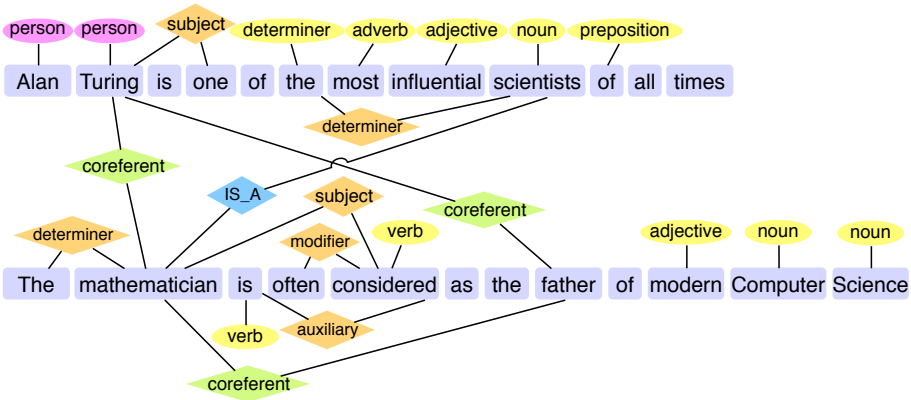 person person subject determiner adverb adjective noun preposition
Alan Turing is one of the most influential scientists of all times
determiner
coreferent
IS_A subject
coreferent
determiner modifier verb adjective noun noun
The mathematician is often considered as the father of modern Computer Science
verb auxiliary
coreferent